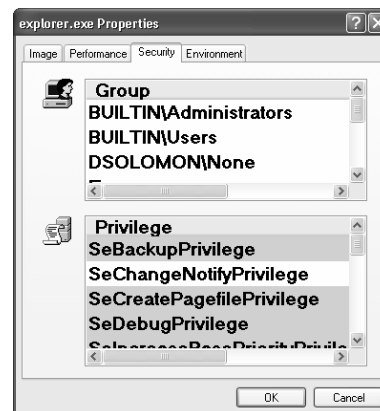 explorer.exe Properties
Image Performance Security Environment
Group
BUILTIN\Administrators
BUILTIN\Users
DSOLOMON\None
Privilege
SeBackupPrivilege
SeChangeNotifyPrivilege
SeCreatePagefilePrivilege
SeDebugPrivilege
OK Cancel